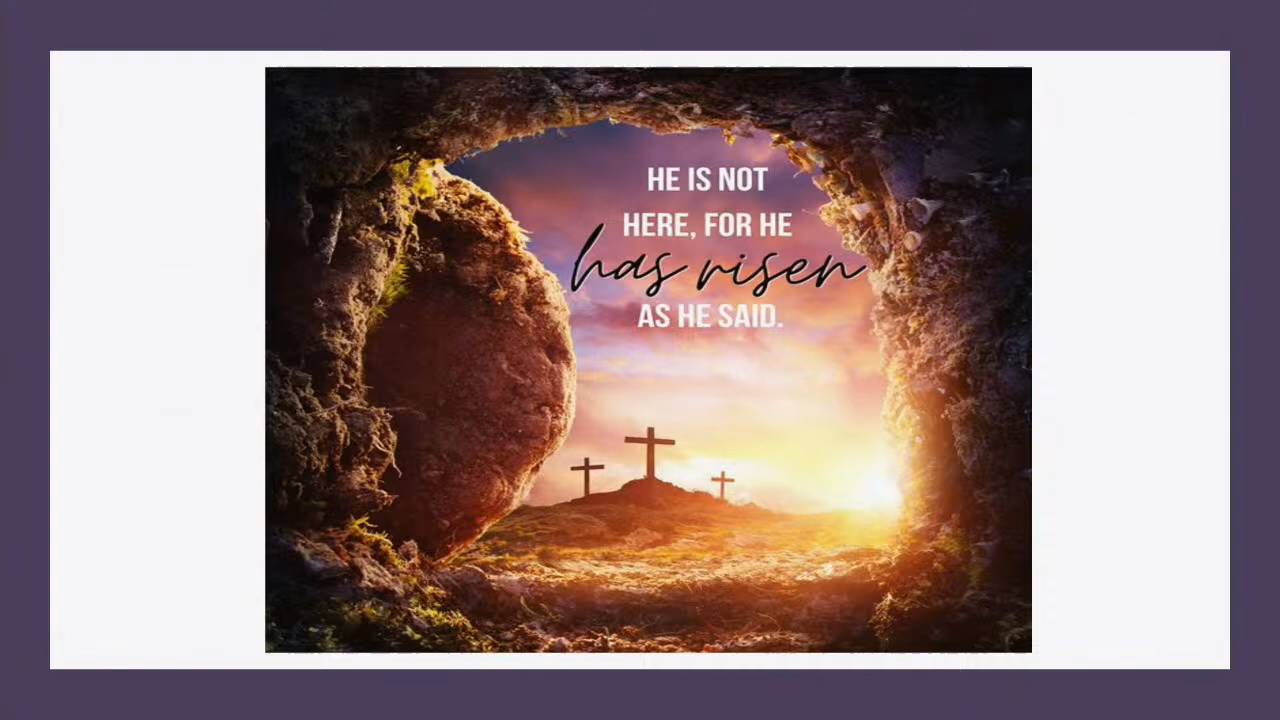 HE IS NOT
HERE, FOR HE
has risen
AS HE SAID.